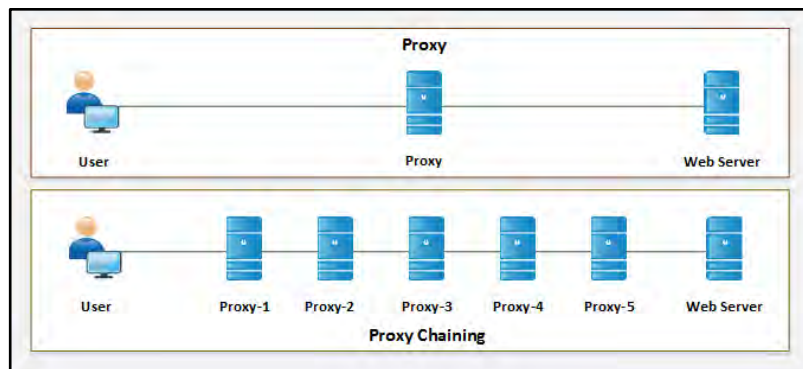 Proxy
User Proxy Web Server
User Proxy-1 Proxy-2 Proxy-3 Proxy-4 Proxy-5 Web Server
Proxy Chaining